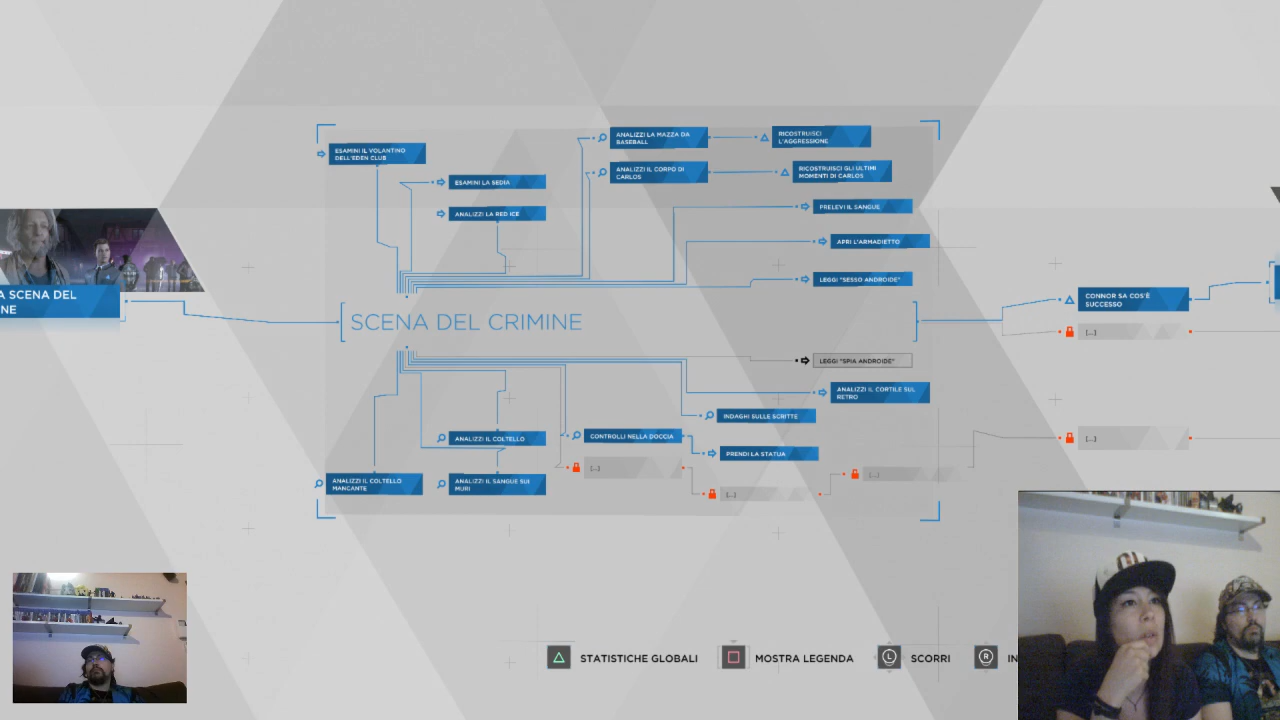 ESAMINI IL VOLANTINO
DELL'EDEN CLUB
ESAMINI LA SEDIA
ANALIZZI LA RED ICE
ANALIZZI LA MAZZA DA
BASEBALL
RICOSTRUISCI
L'AGGRESSIONE
ANALIZZI IL CORPO DI
CARLOS
RICOSTRUISCI GLI ULTIMI
MOMENTI DI CARLOS
PRELEVI IL SANGUE
APRI L'ARMADIETTO
LEGGI "SESSO ANDROIDE"
A SCENA DEL
NE
SCENA DEL CRIMINE
CONNOR SA COS'È
SUCCESSO
[...]
LEGGI "SPIA ANDROIDE"
ANALIZZI IL CORTILE SUL
RETRO
INDAGHI SULLE SCRITTE
ANALIZZI IL COLTELLO
CONTROLLI NELLA DOCCIA
[...]
PRENDI LA STATUA
[...]
[...]
[...]
ANALIZZI IL COLTELLO
MANCANTE
ANALIZZI IL SANGUE SUI
MURI
STATISTICHE GLOBALI
MOSTRA LEGENDA
L
SCORRI
R
IN